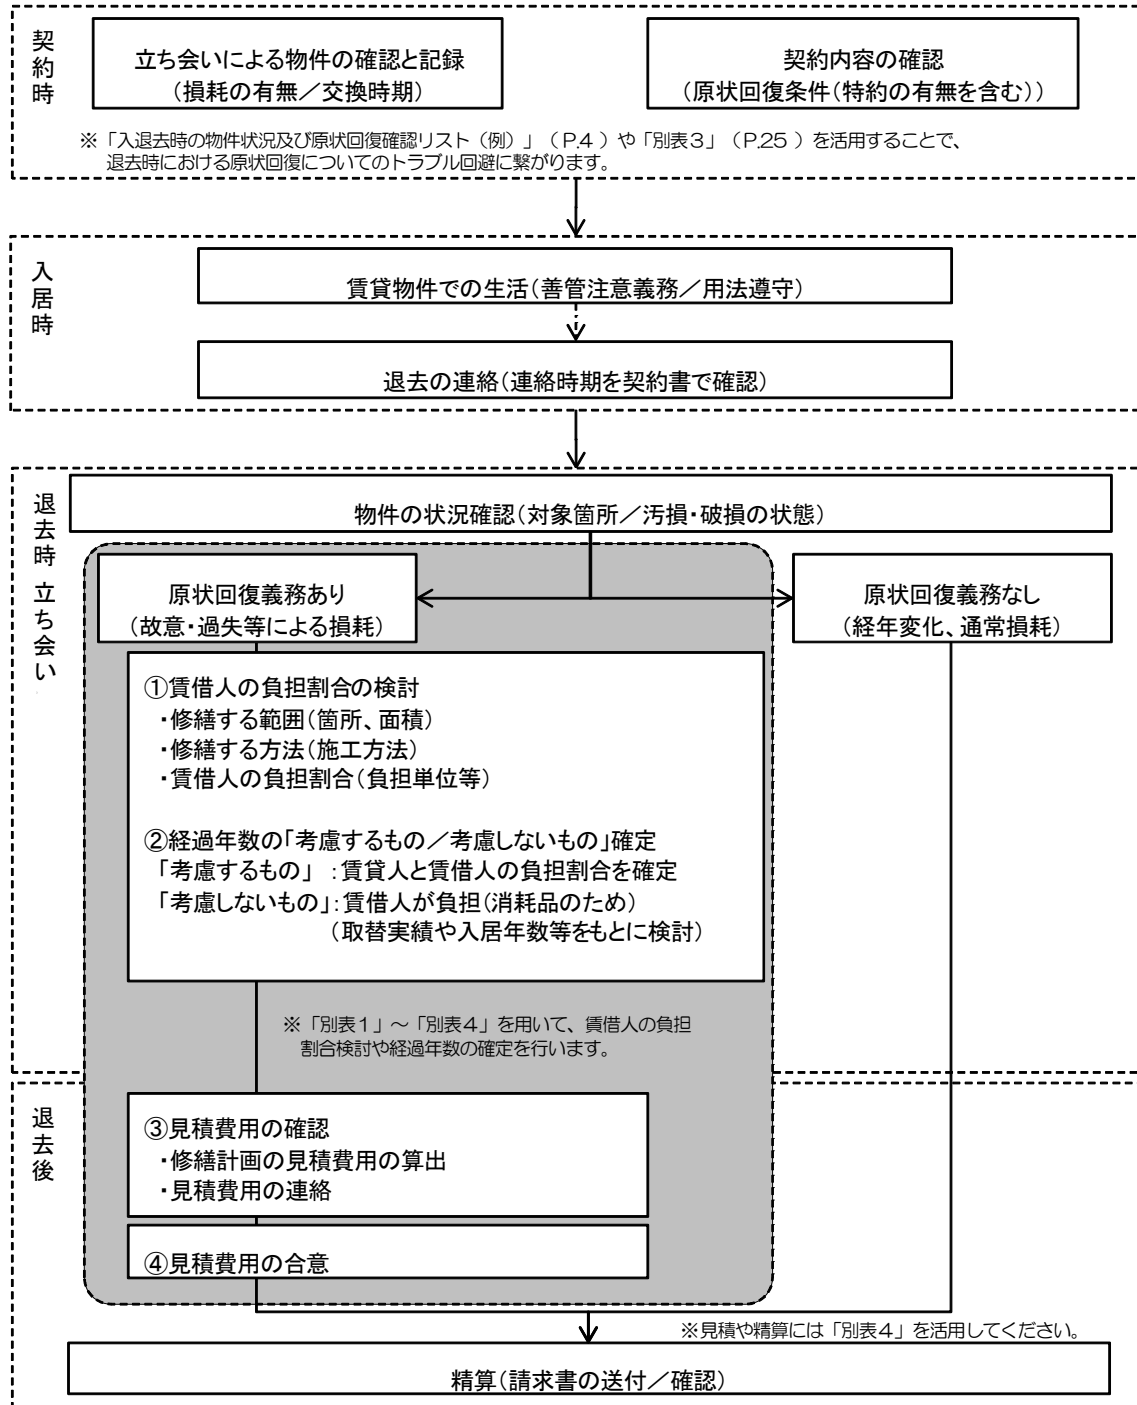 契約時
立ち会いによる物件の確認と記録
(損耗の有無／交換時期)
契約内容の確認
(原状回復条件(特約の有無を含む))
※「入退去時の物件状況及び原状回復確認リスト（例）」（P.4 ）や「別表３」（P.25 ）を活用することで、
退去時における原状回復についてのトラブル回避に繋がります。
入居時
賃貸物件での生活(善管注意義務／用法遵守)
退去の連絡(連絡時期を契約書で確認)
退去時 立ち会い
物件の状況確認(対象箇所／汚損・破損の状態)
原状回復義務あり
(故意・過失等による損耗)
原状回復義務なし
(経年変化、通常損耗)
①賃借人の負担割合の検討
・修繕する範囲(箇所、面積)
・修繕する方法(施工方法)
・賃借人の負担割合(負担単位等)
②経過年数の「考慮するもの／考慮しないもの」確定
「考慮するもの」 ：賃貸人と賃借人の負担割合を確定
「考慮しないもの」：賃借人が負担(消耗品のため)
(取替実績や入居年数等をもとに検討)
※「別表１」～「別表４」を用いて、賃借人の負担
割合検討や経過年数の確定を行います。
退去後
③見積費用の確認
・修繕計画の見積費用の算出
・見積費用の連絡
④見積費用の合意
※見積や精算には「別表４」を活用してください。
精算(請求書の送付／確認)